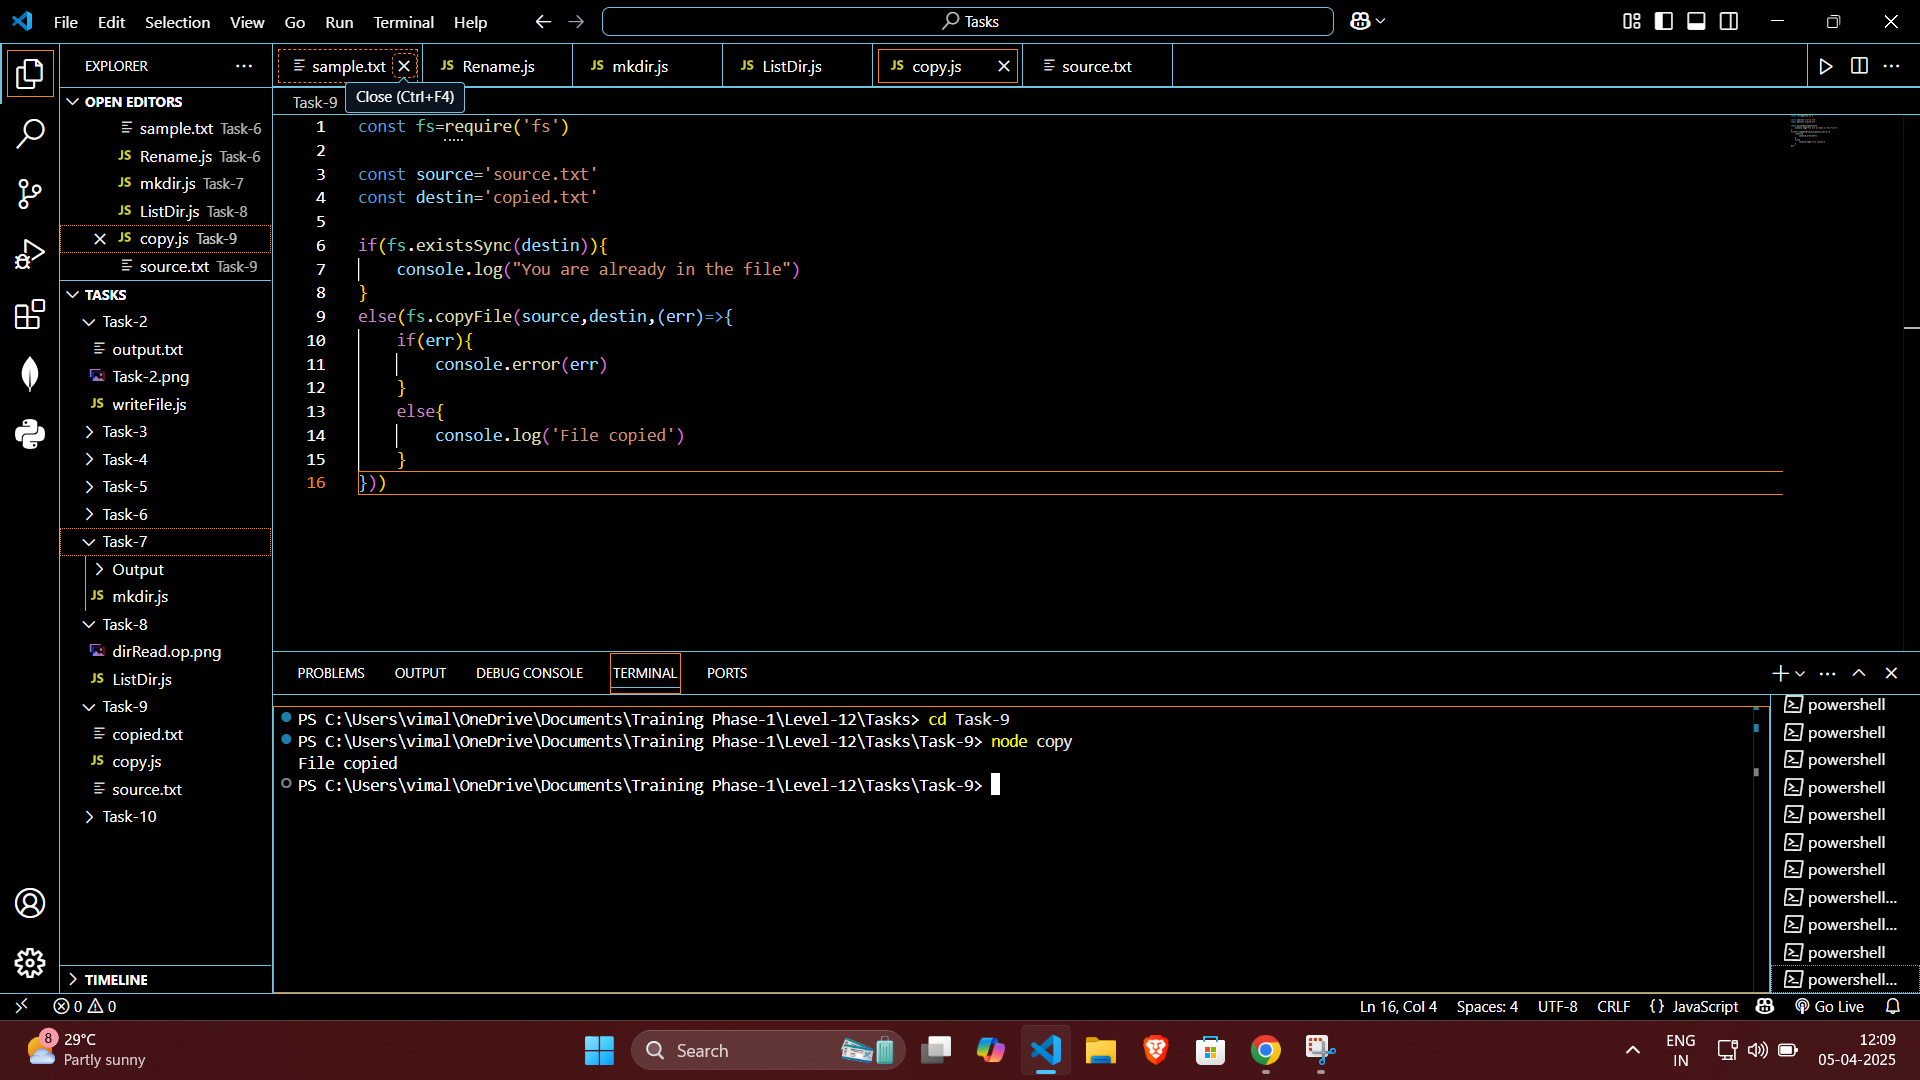 File Edit Selection View Go Run Terminal Help
Tasks
EXPLORER
sample.txt
Rename.js
mkdir.js
ListDir.js
copy.js
source.txt
Close (Ctrl+F4)
OPEN EDITORS
sample.txt Task-6
Rename.js Task-6
mkdir.js Task-7
ListDir.js Task-8
copy.js Task-9
source.txt Task-9
TASKS
Task-2
output.txt
Task-2.png
writeFile.js
Task-3
Task-4
Task-5
Task-6
Task-7
Output
mkdir.js
Task-8
dirRead.op.png
ListDir.js
Task-9
copied.txt
copy.js
source.txt
Task-10
TIMELINE
Task-9
1 const fs=require('fs')
2
3 const source='source.txt'
4 const destin='copied.txt'
5
6 if(fs.existsSync(destin)){
7 console.log("You are already in the file")
8 }
9 else(fs.copyFile(source,destin,(err)=>{
10 if(err){
11 console.error(err)
12 }
13 else{
14 console.log('File copied')
15 }
16 }))
PROBLEMS OUTPUT DEBUG CONSOLE TERMINAL PORTS
PS C:\Users\vimal\OneDrive\Documents\Training Phase-1\Level-12\Tasks> cd Task-9
PS C:\Users\vimal\OneDrive\Documents\Training Phase-1\Level-12\Tasks\Task-9> node copy
File copied
PS C:\Users\vimal\OneDrive\Documents\Training Phase-1\Level-12\Tasks\Task-9>
powershell
powershell
powershell
powershell
powershell
powershell
powershell
powershell...
powershell...
powershell
powershell...
0 0
Ln 16, Col 4 Spaces: 4 UTF-8 CRLF {} JavaScript Go Live
8
29°C
Partly sunny
Search
ENG
IN
12:09
05-04-2025